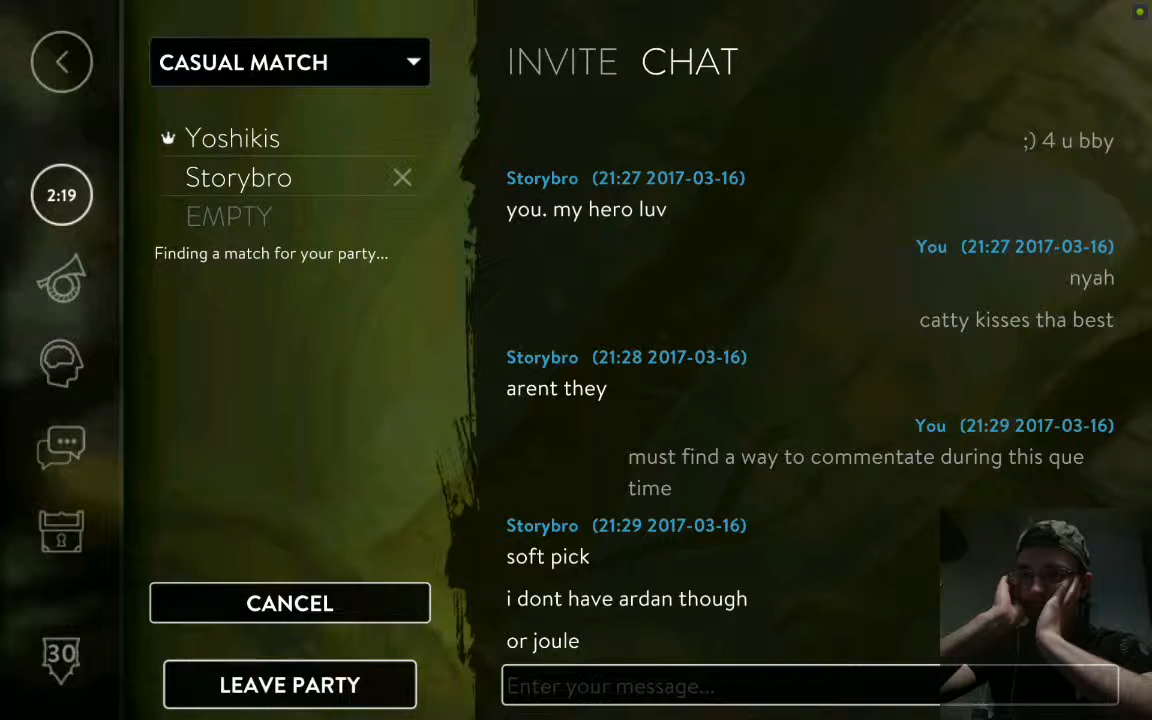 CASUAL MATCH
Yoshikis
Storybro
EMPTY
Finding a match for your party...
2:19
30
CANCEL
LEAVE PARTY
INVITE CHAT
;) 4 u bby
Storybro (21:27 2017-03-16)
you. my hero luv
You (21:27 2017-03-16)
nyah
catty kisses tha best
Storybro (21:28 2017-03-16)
arent they
You (21:29 2017-03-16)
must find a way to commentate during this que
time
Storybro (21:29 2017-03-16)
soft pick
i dont have ardan though
or joule
Enter your message...